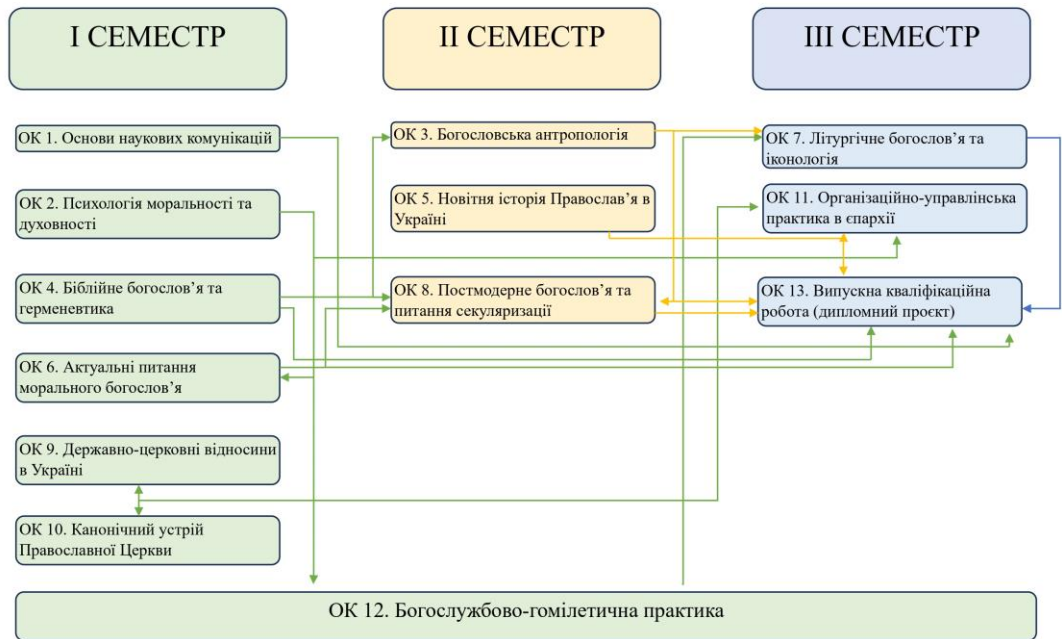 I СЕМЕСТР
II СЕМЕСТР
III СЕМЕСТР
ОК 1. Основи наукових комунікацій
ОК 2. Психологія моральності та
духовності
ОК 4. Біблійне богослов’я та
герменевтика
ОК 6. Актуальні питання
морального богослов’я
ОК 9. Державно-церковні відносини
в Україні
ОК 10. Канонічний устрій
Православної Церкви
ОК 3. Богословська антропологія
ОК 5. Новітня історія Православ’я в
Україні
ОК 8. Постмодерне богослов’я та
питання секуляризації
ОК 7. Літургічне богослов’я та
іконологія
ОК 11. Організаційно-управлінська
практика в єпархії
ОК 13. Випускна кваліфікаційна
робота (дипломний проєкт)
ОК 12. Богослужбово-гомілетична практика